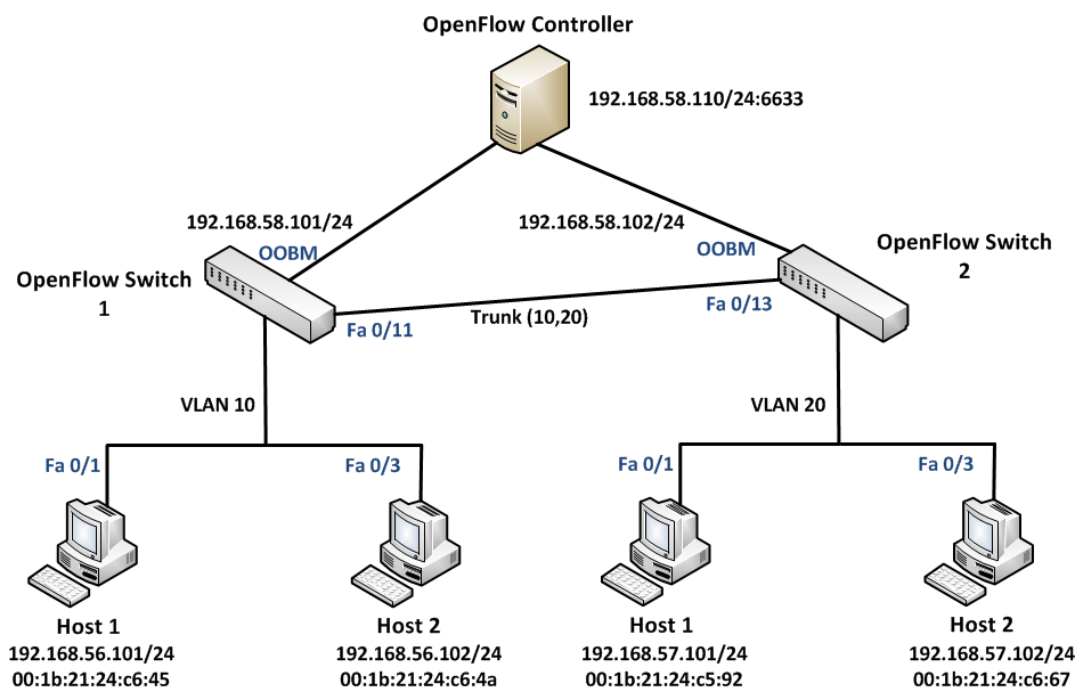 OpenFlow Controller
192.168.58.110/24:6633
192.168.58.101/24
192.168.58.102/24
OOBM
OOBM
OpenFlow Switch
1
OpenFlow Switch
2
Fa 0/11
Trunk (10,20)
Fa 0/13
VLAN 10
VLAN 20
Fa 0/1
Fa 0/3
Fa 0/1
Fa 0/3
Host 1
192.168.56.101/24
00:1b:21:24:c6:45
Host 2
192.168.56.102/24
00:1b:21:24:c6:4a
Host 1
192.168.57.101/24
00:1b:21:24:c5:92
Host 2
192.168.57.102/24
00:1b:21:24:c6:67